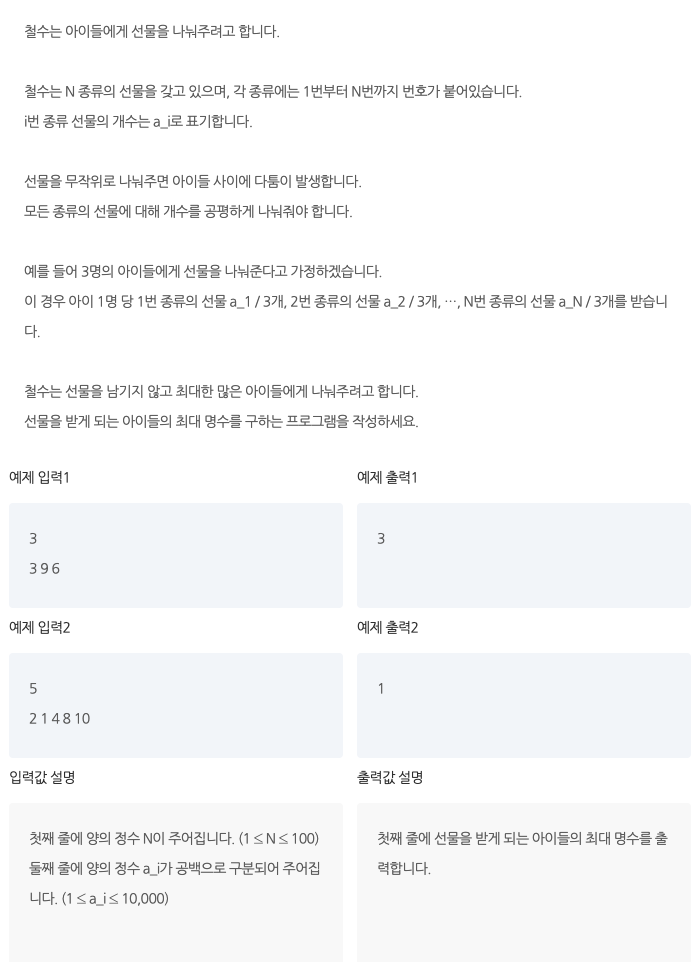 철수는 아이들에게 선물을 나눠주려고 합니다.
철수는 N 종류의 선물을 갖고 있으며, 각 종류에는 1번부터 N번까지 번호가 붙어있습니다.
i번 종류 선물의 개수는 a_i로 표기합니다.
선물을 무작위로 나눠주면 아이들 사이에 다툼이 발생합니다.
모든 종류의 선물에 대해 개수를 공평하게 나눠줘야 합니다.
예를 들어 3명의 아이들에게 선물을 나눠준다고 가정하겠습니다.
이 경우 아이 1명 당 1번 종류의 선물 a_1 / 3개, 2번 종류의 선물 a_2 / 3개, ⋯, N번 종류의 선물 a_N / 3개를 받습니
다.
철수는 선물을 남기지 않고 최대한 많은 아이들에게 나눠주려고 합니다.
선물을 받게 되는 아이들의 최대 명수를 구하는 프로그램을 작성하세요.
예제 입력1
3
3 9 6
예제 출력1
3
예제 입력2
5
2 1 4 8 10
예제 출력2
1
입력값 설명
첫째 줄에 양의 정수 N이 주어집니다. (1 ≤ N ≤ 100)
둘째 줄에 양의 정수 a_i가 공백으로 구분되어 주어집
니다. (1 ≤ a_i ≤ 10,000)
출력값 설명
첫째 줄에 선물을 받게 되는 아이들의 최대 명수를 출
력합니다.